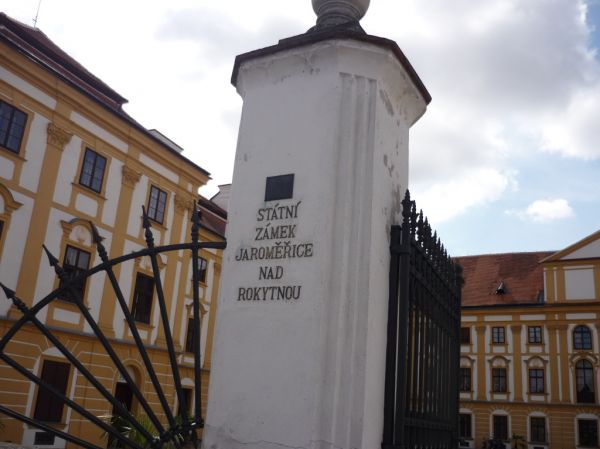 STÁTNÍ
ZÁMEK
JAROMĚŘICE
NAD
ROKYTNOU